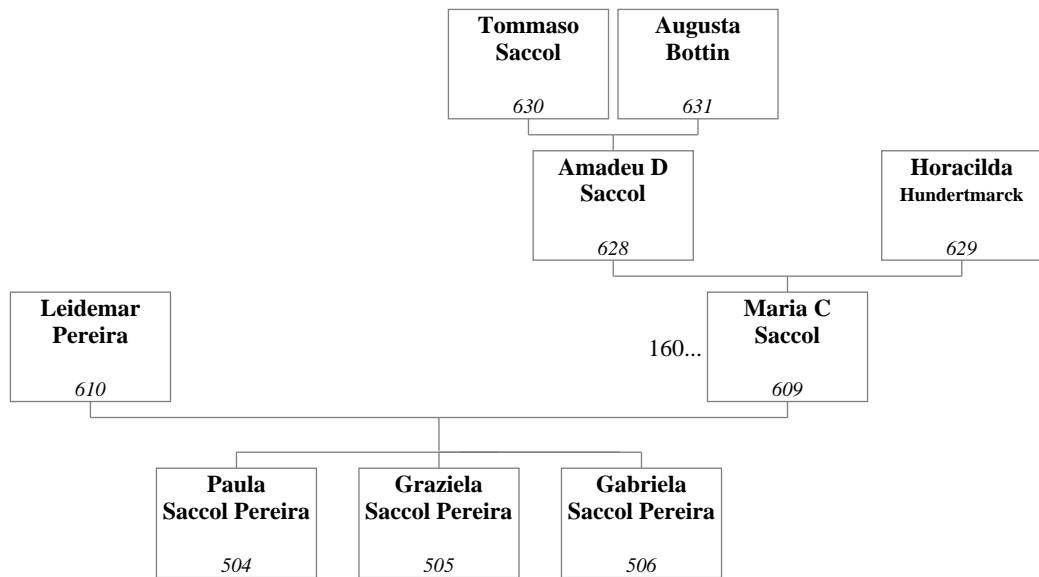 Tommaso
Saccol
630
Augusta
Bottin
631
Amadeu D
Saccol
628
Horacilda
Hundertmarck
629
Leidemar
Pereira
610
160...
Maria C
Saccol
609
Paula
Saccol Pereira
504
Graziela
Saccol Pereira
505
Gabriela
Saccol Pereira
506